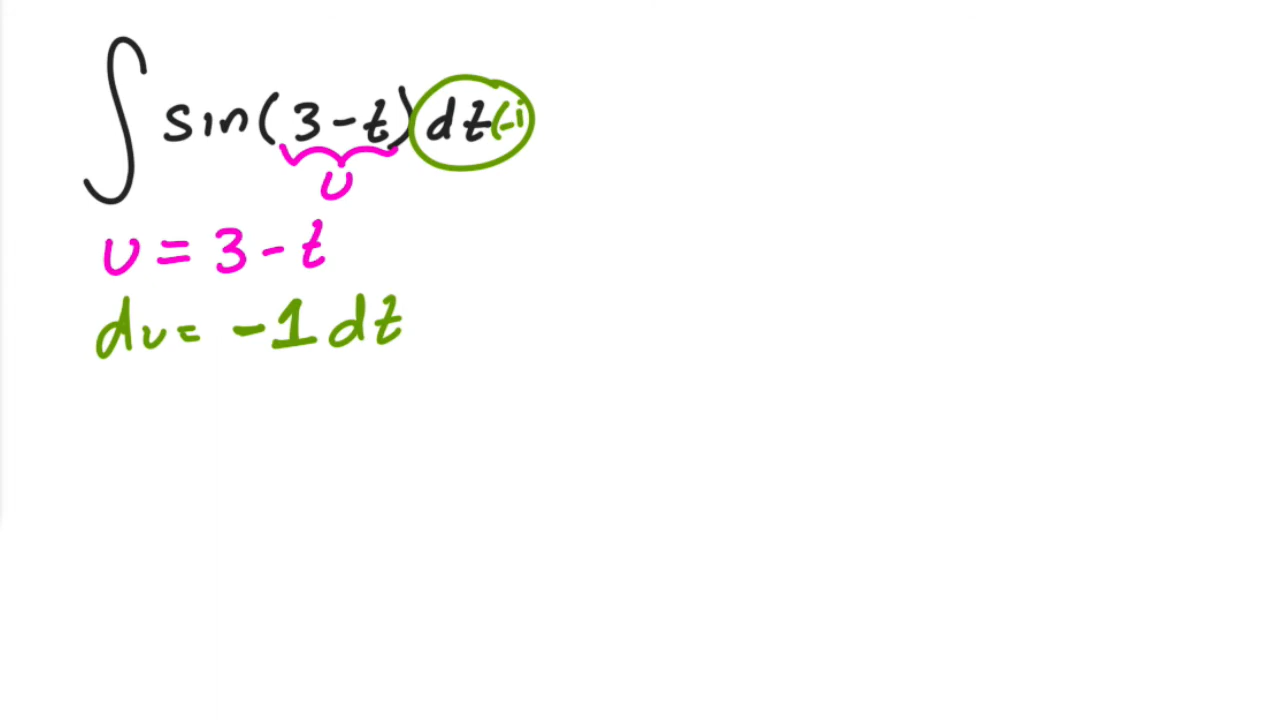 ∫ sin(3-t) dt(-1
u
u = 3-t
du = -1 dt